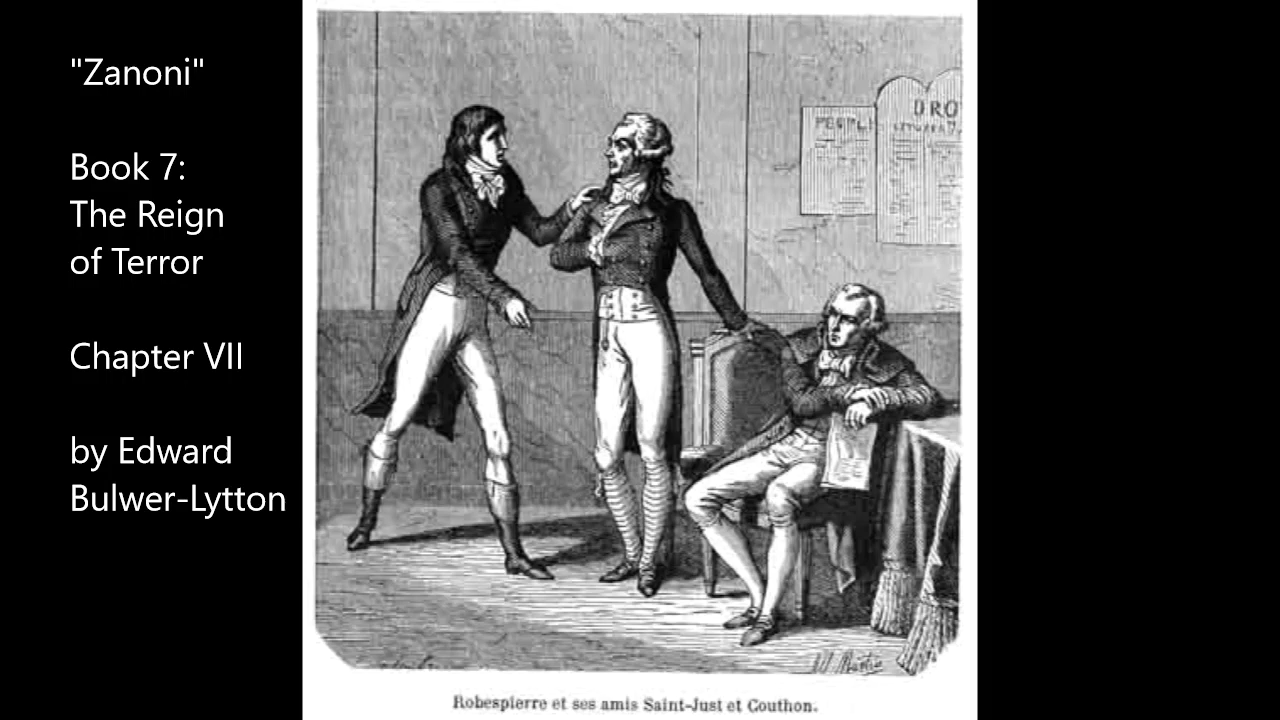 "Zanoni"
Book 7:
The Reign
of Terror
Chapter VII
by Edward
Bulwer-Lytton
DRO
Robespierre et ses amis Saint-Just et Couthon.